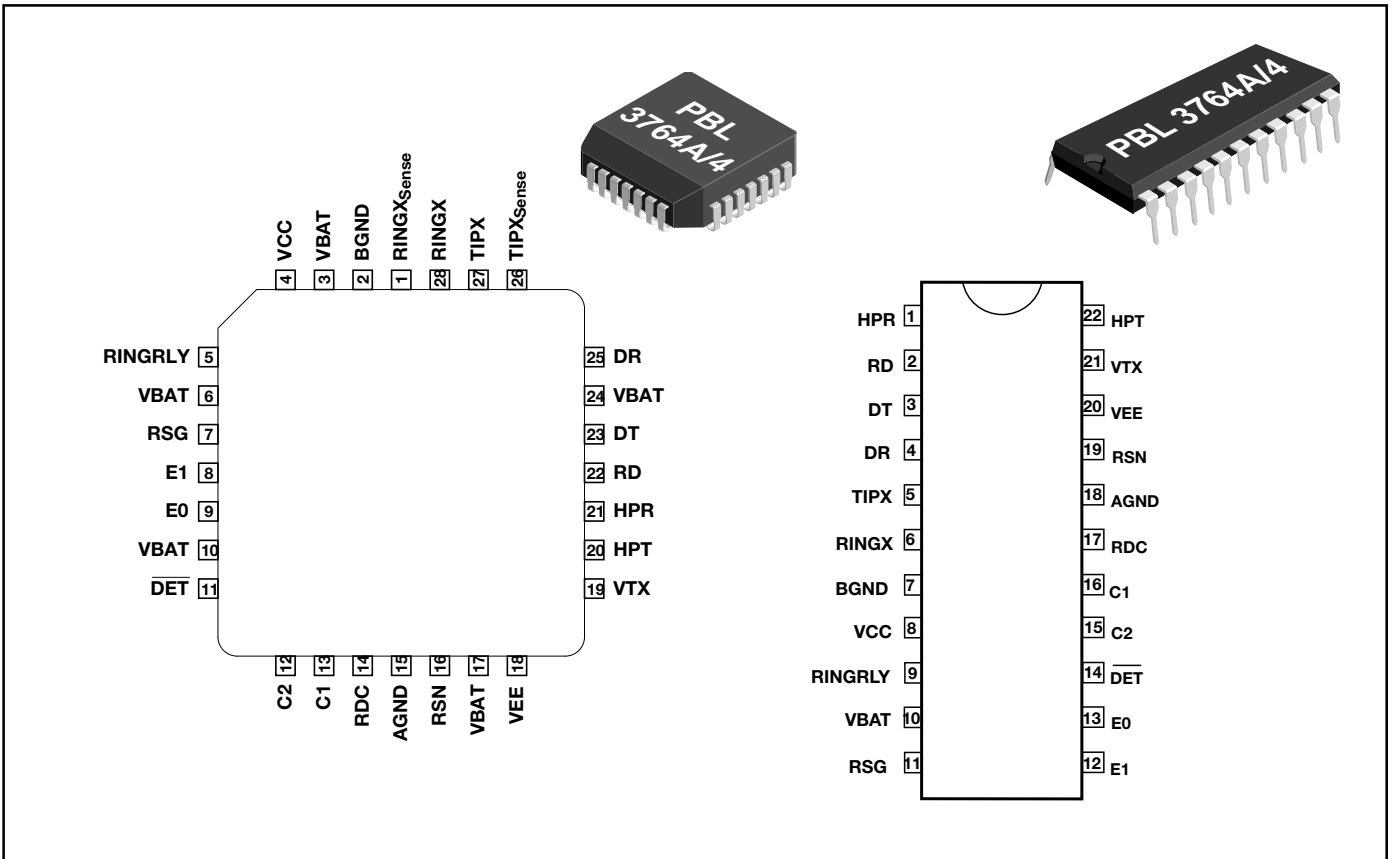 PBL
3764A/4
PBL 3764A/4
4 VCC
3 VBAT
2 BGND
1 RINGXSense
28 RINGX
27 TIPX
26 TIPXSense
RINGRLY 5
VBAT 6
RSG 7
E1 8
E0 9
VBAT 10
DET 11
25 DR
24 VBAT
23 DT
22 RD
21 HPR
20 HPT
19 VTX
C2 12
C1 13
RDC 14
AGND 15
RSN 16
VBAT 17
VEE 18
HPR 1
RD 2
DT 3
DR 4
TIPX 5
RINGX 6
BGND 7
VCC 8
RINGRLY 9
VBAT 10
RSG 11
22 HPT
21 VTX
20 VEE
19 RSN
18 AGND
17 RDC
16 C1
15 C2
14 DET
13 E0
12 E1